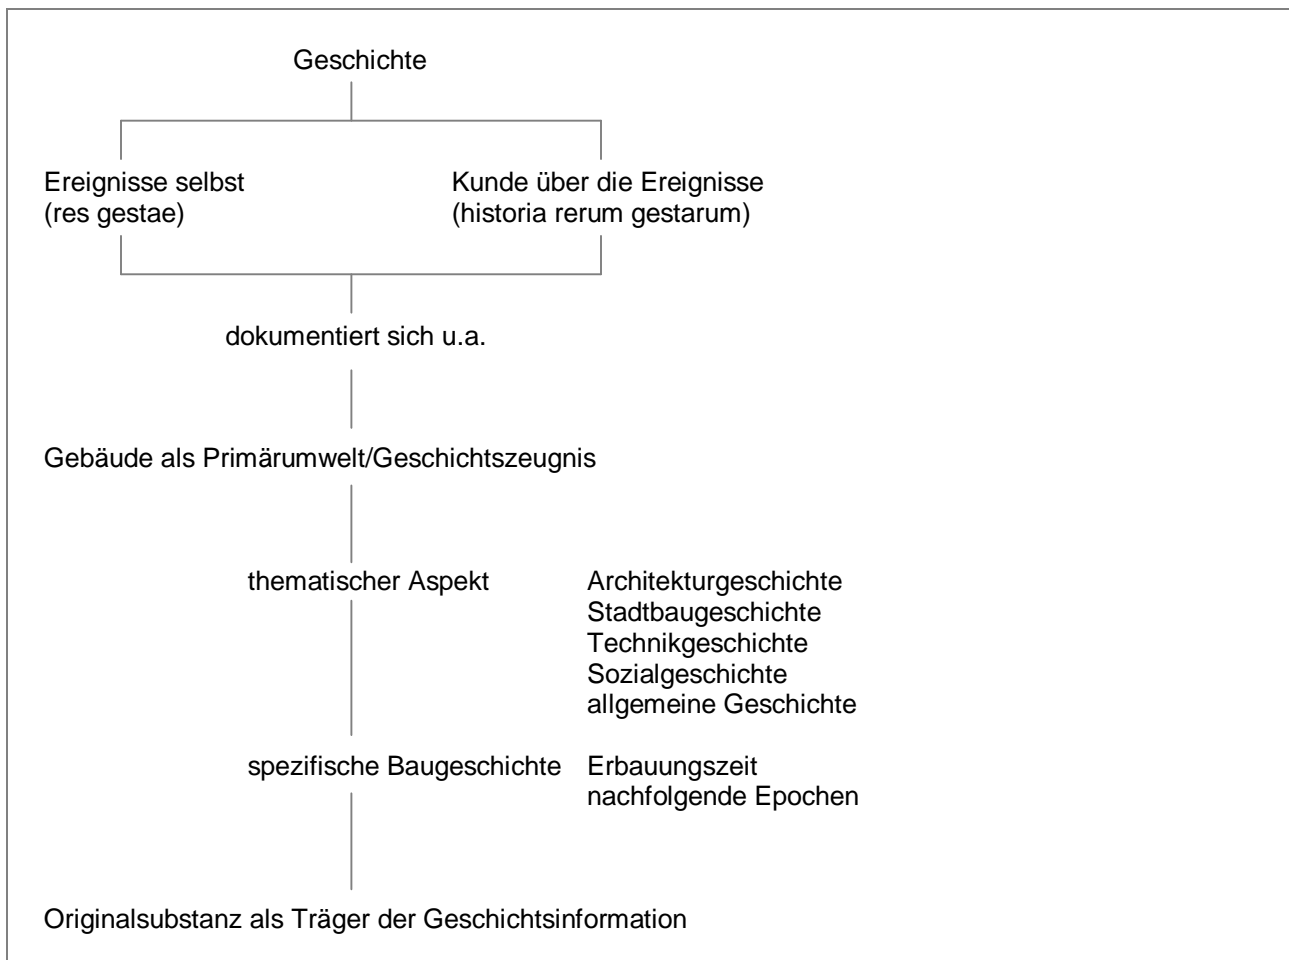 Geschichte
Ereignisse selbst
(res gestae)
Kunde über die Ereignisse
(historia rerum gestarum)
dokumentiert sich u.a.
Gebäude als Primärumwelt/Geschichtszeugnis
thematischer Aspekt
Architekturgeschichte
Stadtbaugeschichte
Technikgeschichte
Sozialgeschichte
allgemeine Geschichte
spezifische Baugeschichte
Erbauungszeit
nachfolgende Epochen
Originalsubstanz als Träger der Geschichtsinformation